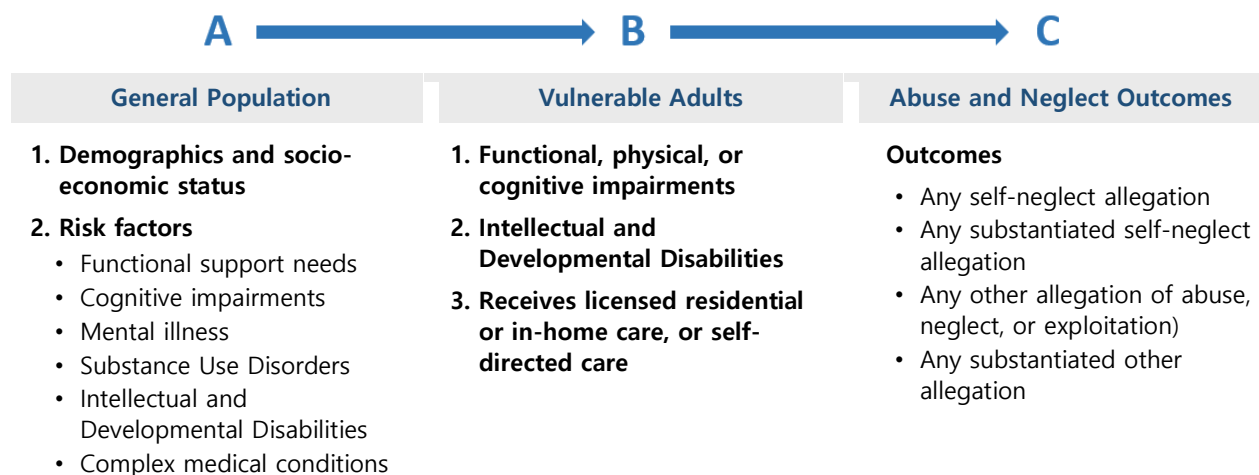 A B C
General Population
Vulnerable Adults
Abuse and Neglect Outcomes
1. Demographics and socio-
economic status
2. Risk factors
• Functional support needs
• Cognitive impairments
• Mental illness
• Substance Use Disorders
• Intellectual and
Developmental Disabilities
• Complex medical conditions
1. Functional, physical, or
cognitive impairments
2. Intellectual and
Developmental Disabilities
3. Receives licensed residential
or in-home care, or self-
directed care
Outcomes
• Any self-neglect allegation
• Any substantiated self-neglect
allegation
• Any other allegation of abuse,
neglect, or exploitation)
• Any substantiated other
allegation